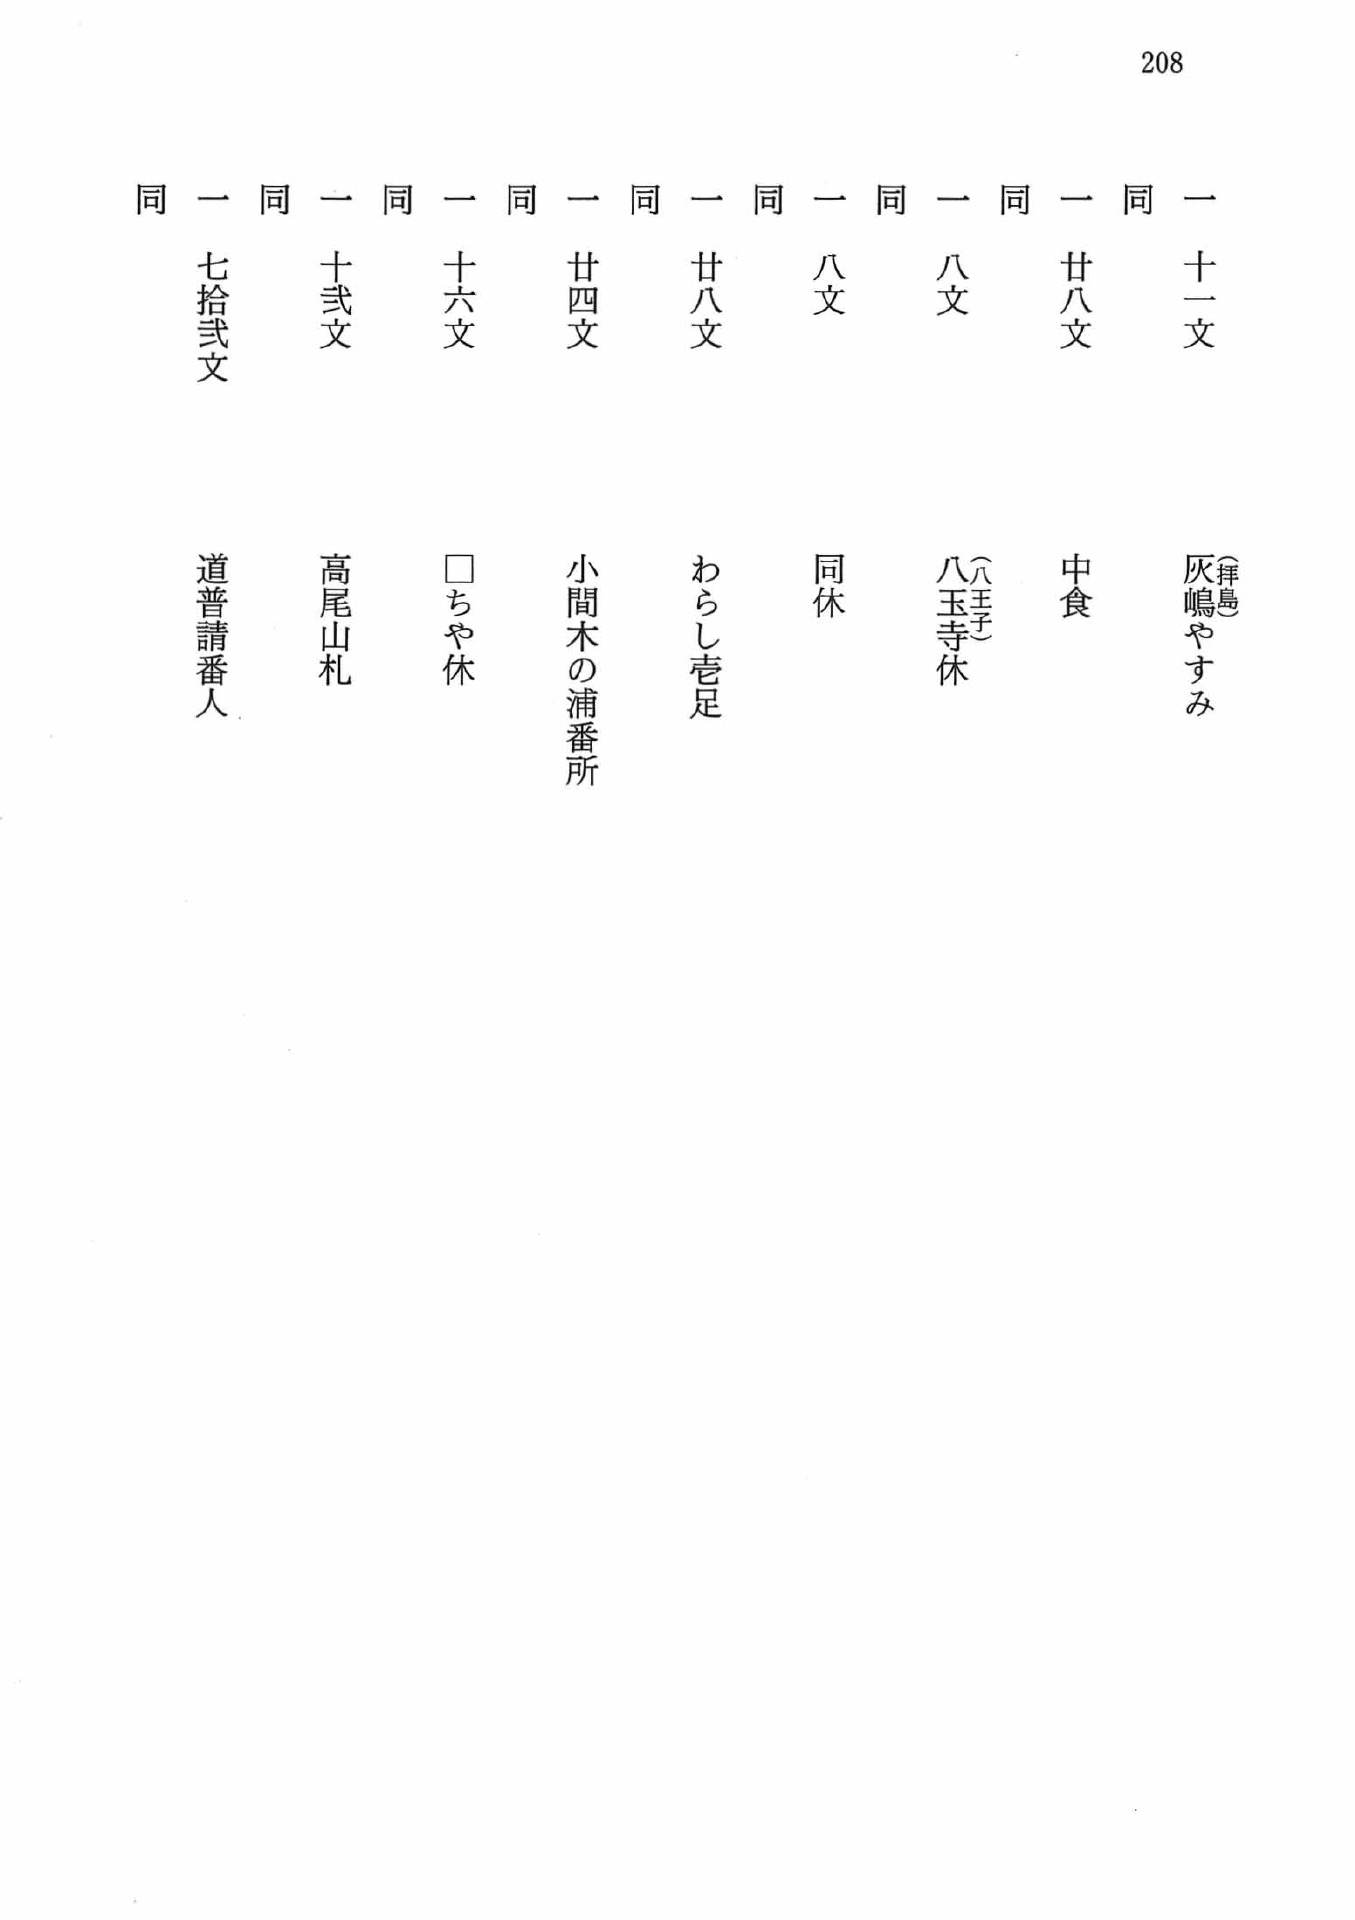 208
一 十一文 灰嶋やすみ
(拝島)
同
一 廿八文 中食
同
一 八文 八玉寺休
(八王子)
同
一 八文 同休
同
一 廿八文 わらし壱足
同
一 廿四文 小間木の浦番所
同
一 十六文 □ちや休
同
一 十弐文 高尾山札
同
一 七拾弐文 道普請番人
同